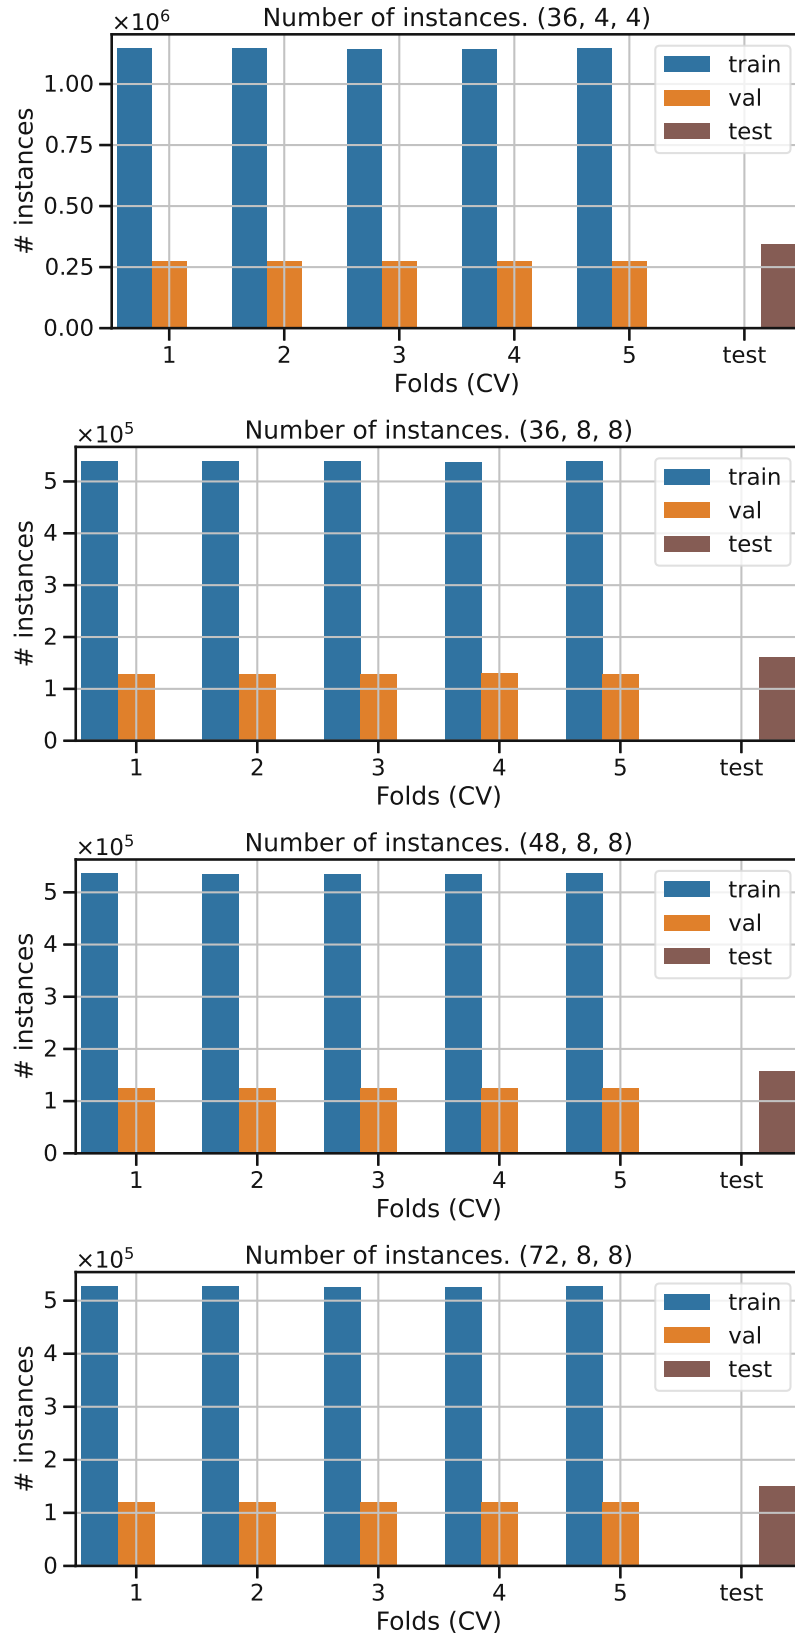 Number of instances. (36, 4, 4)
×10⁶
train
val
test
1.00
0.75
0.50
0.25
0.00
# instances
1 2 3 4 5 test
Folds (CV)
Number of instances. (36, 8, 8)
×10⁵
train
val
test
5
4
3
2
1
0
# instances
1 2 3 4 5 test
Folds (CV)
Number of instances. (48, 8, 8)
×10⁵
train
val
test
5
4
3
2
1
0
# instances
1 2 3 4 5 test
Folds (CV)
Number of instances. (72, 8, 8)
×10⁵
train
val
test
5
4
3
2
1
0
# instances
1 2 3 4 5 test
Folds (CV)